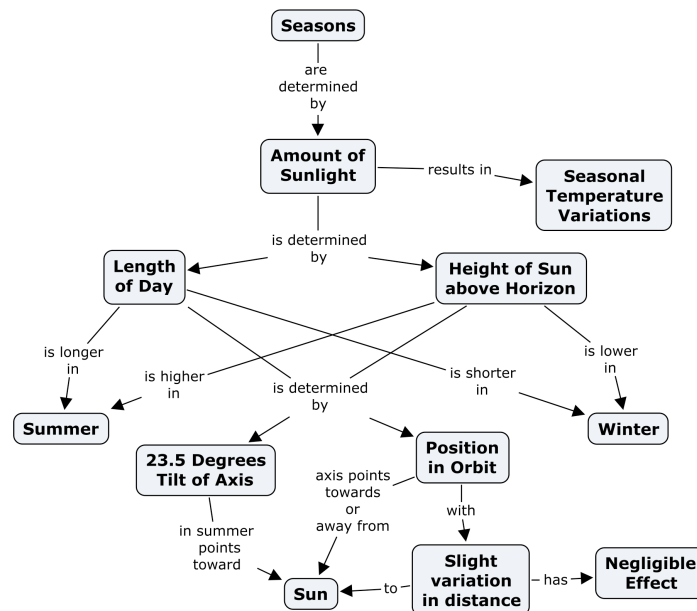 Seasons
are
determined
by
Amount of
Sunlight
results in
Seasonal
Temperature
Variations
is determined
by
Length
of Day
Height of Sun
above Horizon
is longer
in
is higher
in
is determined
by
is shorter
in
is lower
in
Summer
Winter
23.5 Degrees
Tilt of Axis
Position
in Orbit
axis points
towards
or
away from
with
in summer
points
toward
Sun
to
Slight
variation
in distance
has
Negligible
Effect